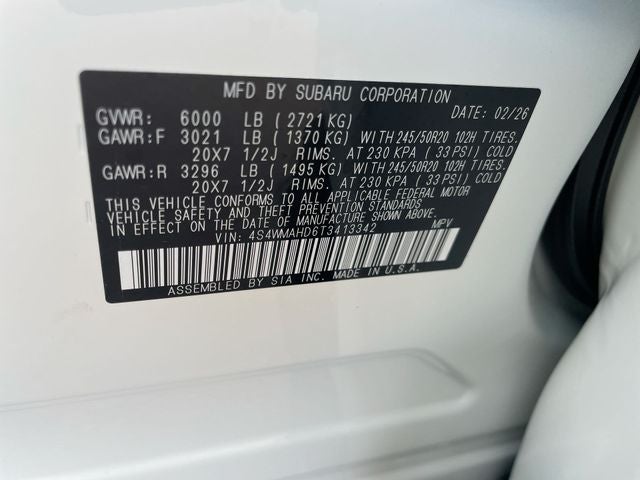 MFD BY SUBARU CORPORATION
DATE: 02/26
GVWR: 6000 LB ( 2721 KG)
GAWR:F 3021 LB ( 1370 KG) WITH 245/50R20 102H TIRES.
20X7 1/2J RIMS. AT 230 KPA ( 33 PSI) COLD
GAWR:R 3296 LB ( 1495 KG) WITH 245/50R20 102H TIRES.
20X7 1/2J RIMS. AT 230 KPA ( 33 PSI) COLD
THIS VEHICLE CONFORMS TO ALL APPLICABLE FEDERAL MOTOR
VEHICLE SAFETY AND THEFT PREVENTION STANDARDS
IN EFFECT ON THE DATE OF MANUFACTURE SHOWN ABOVE.
VIN: 4S4WMAHD6T3413342 MPV
ASSEMBLED BY SIA INC. MADE IN U.S.A.